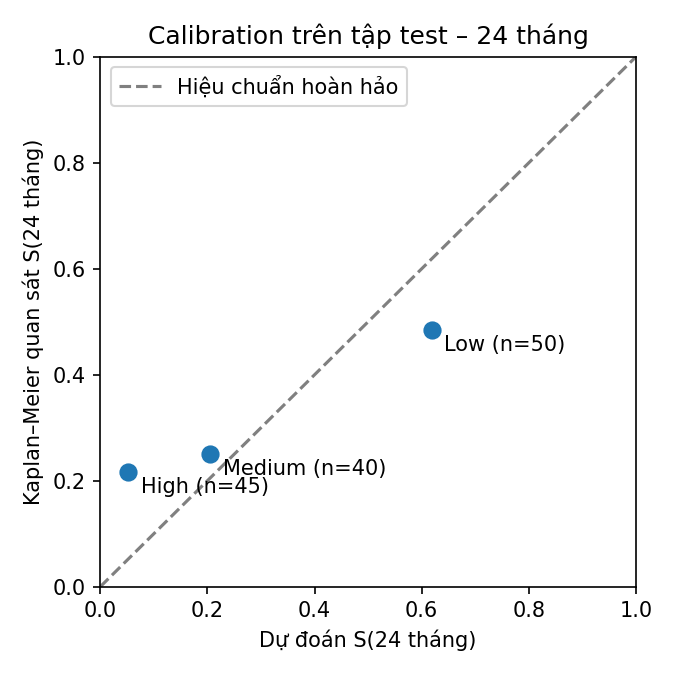 Calibration trên tập test – 24 tháng
Kaplan–Meier quan sát S(24 tháng)
1.0
0.8
0.6
0.4
0.2
0.0
Hiệu chuẩn hoàn hảo
Low (n=50)
Medium (n=40)
High (n=45)
0.0 0.2 0.4 0.6 0.8 1.0
Dự đoán S(24 tháng)